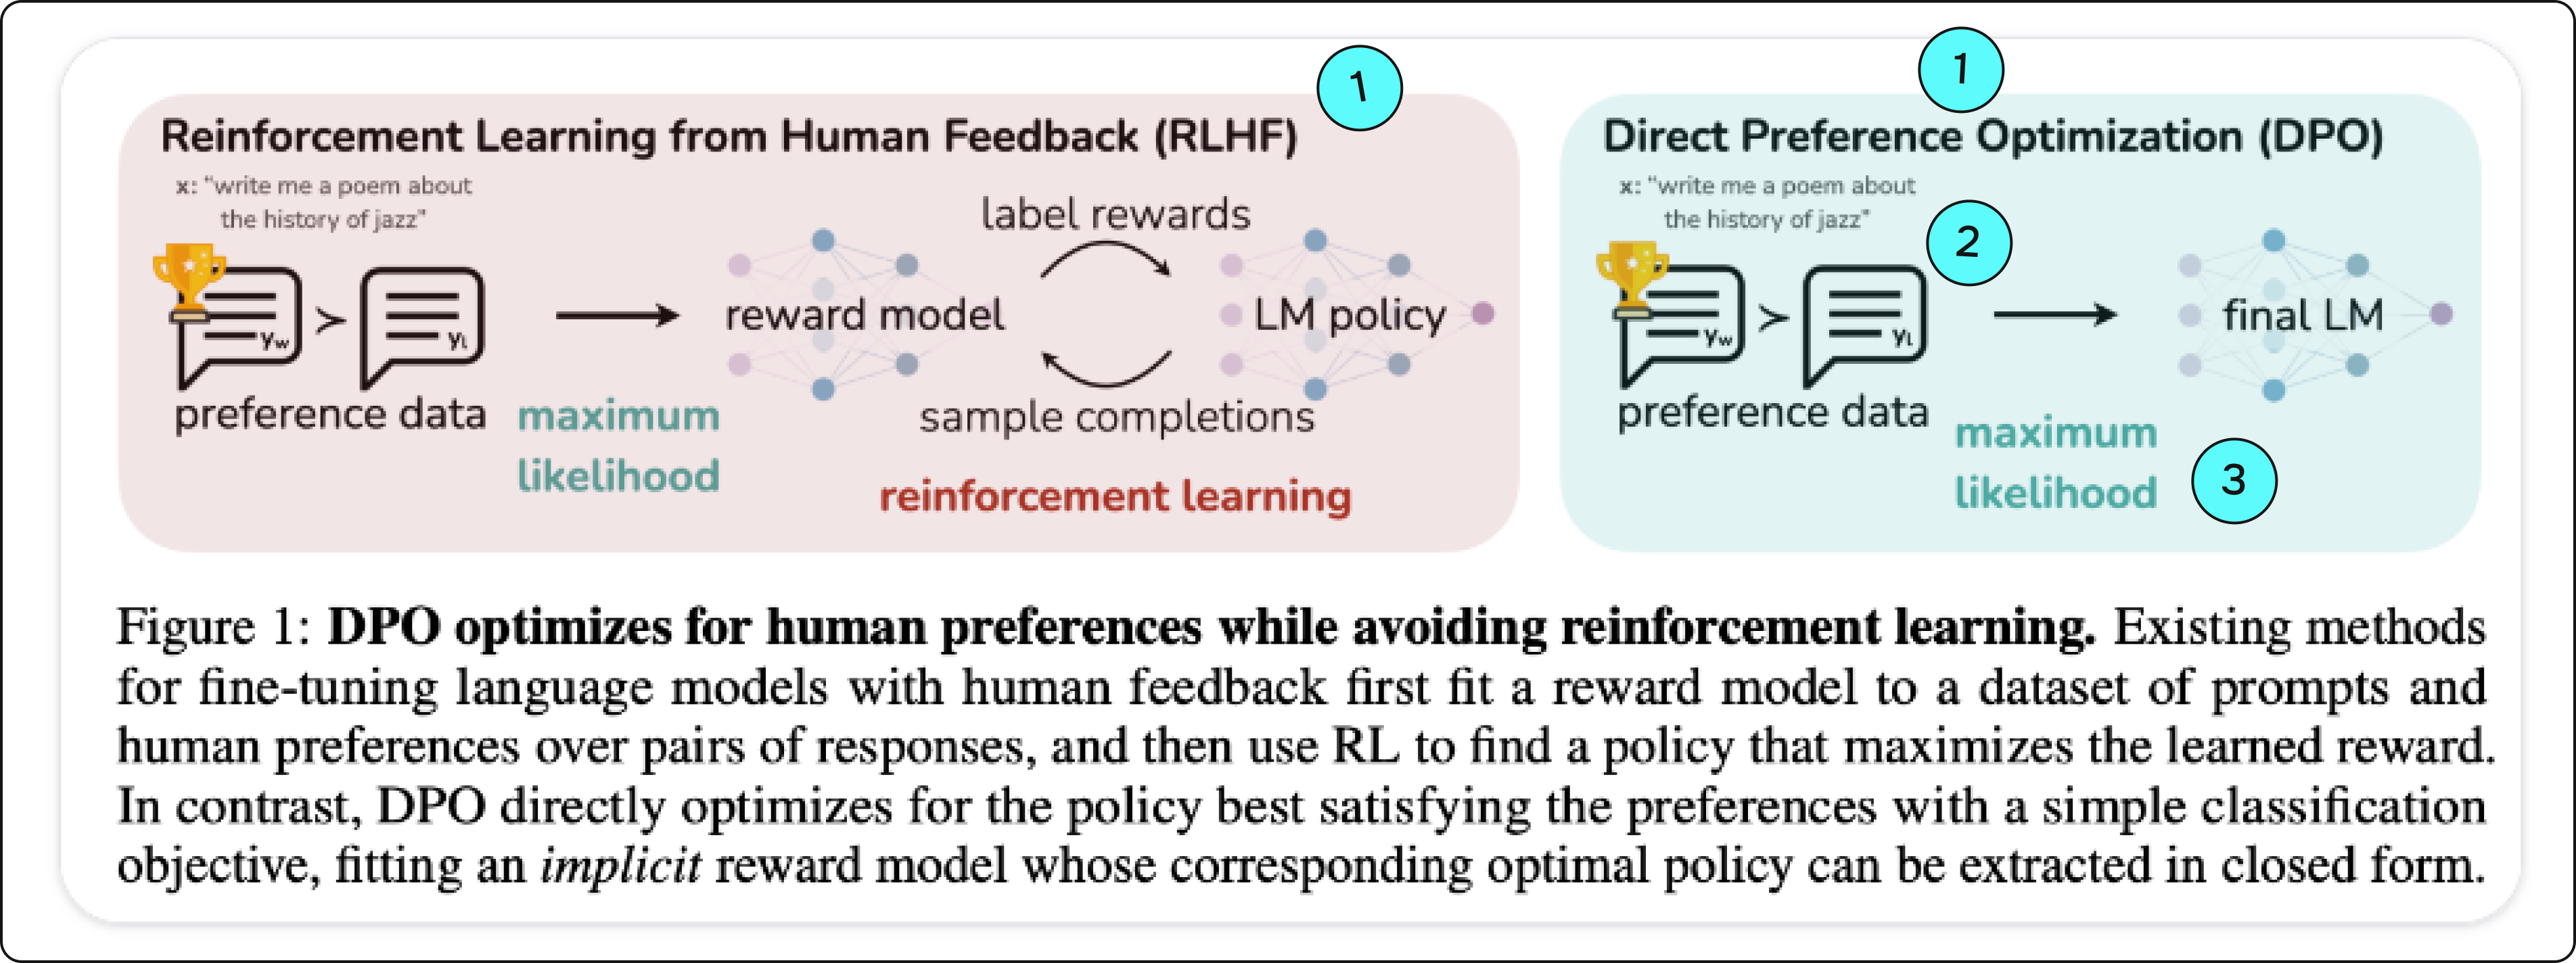 1
Reinforcement Learning from Human Feedback (RLHF)
x: "write me a poem about
the history of jazz"
label rewards
yw
>
yl
reward model
LM policy
preference data
maximum
likelihood
sample completions
reinforcement learning
1
Direct Preference Optimization (DPO)
x: "write me a poem about
the history of jazz"
2
yw
>
yl
final LM
preference data
maximum
likelihood
3
Figure 1: DPO optimizes for human preferences while avoiding reinforcement learning. Existing methods
for fine-tuning language models with human feedback first fit a reward model to a dataset of prompts and
human preferences over pairs of responses, and then use RL to find a policy that maximizes the learned reward.
In contrast, DPO directly optimizes for the policy best satisfying the preferences with a simple classification
objective, fitting an implicit reward model whose corresponding optimal policy can be extracted in closed form.